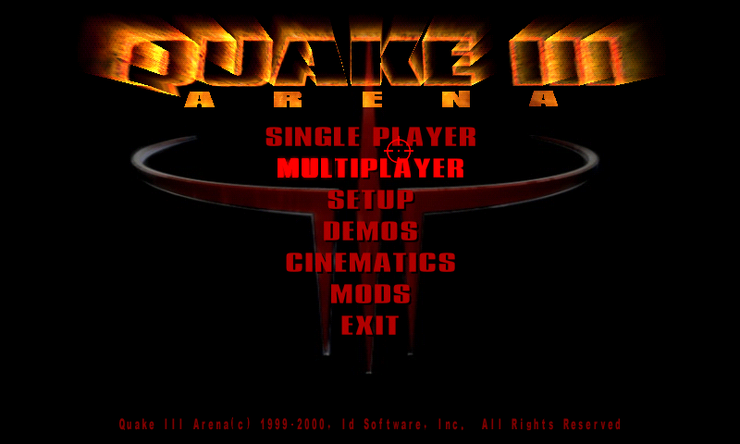 QUAKE III
ARENA
SINGLE PLAYER
MULTIPLAYER
SETUP
DEMOS
CINEMATICS
MODS
EXIT
Quake III Arena(c) 1999-2000, Id Software, Inc. All Rights Reserved